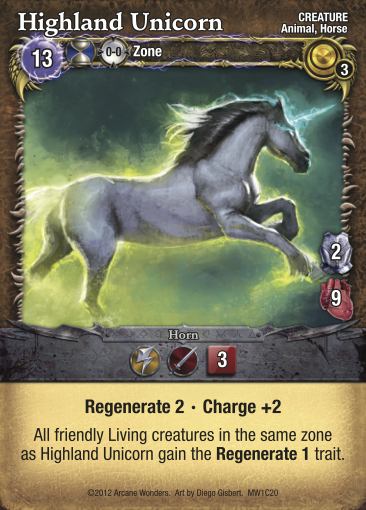 Highland Unicorn
CREATURE
Animal, Horse
13
0-0 Zone
3
2
9
Horn
3
Regenerate 2 · Charge +2
All friendly Living creatures in the same zone
as Highland Unicorn gain the Regenerate 1 trait.
©2012 Arcane Wonders. Art by Diego Gisbert. MW1C20